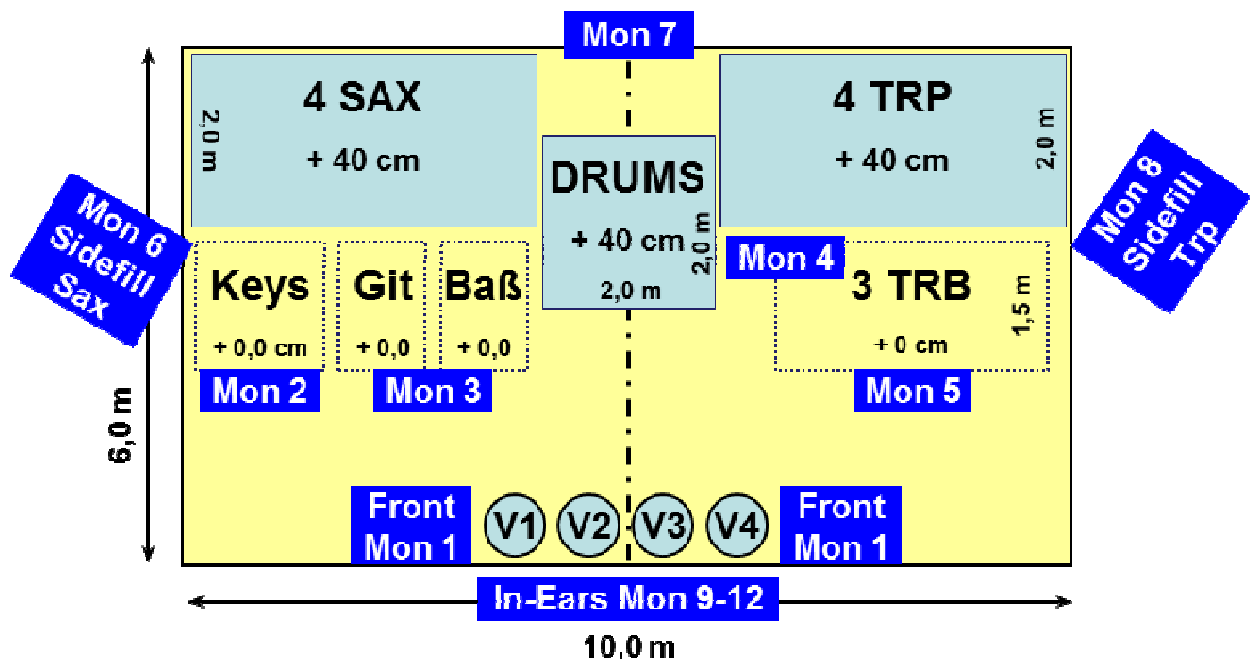 Mon 7
4 SAX
+ 40 cm
2,0 m
4 TRP
+ 40 cm
2,0 m
DRUMS
+ 40 cm
2,0 m
2,0 m
Mon 6
Sidefill
Sax
Mon 8
Sidefill
Trp
Keys
+ 0,0 cm
Git
+ 0,0
Baß
+ 0,0
Mon 4
3 TRB
+ 0 cm
1,5 m
Mon 2
Mon 3
Mon 5
6,0 m
Front
Mon 1
V1
V2
V3
V4
Front
Mon 1
In-Ears Mon 9-12
10,0 m